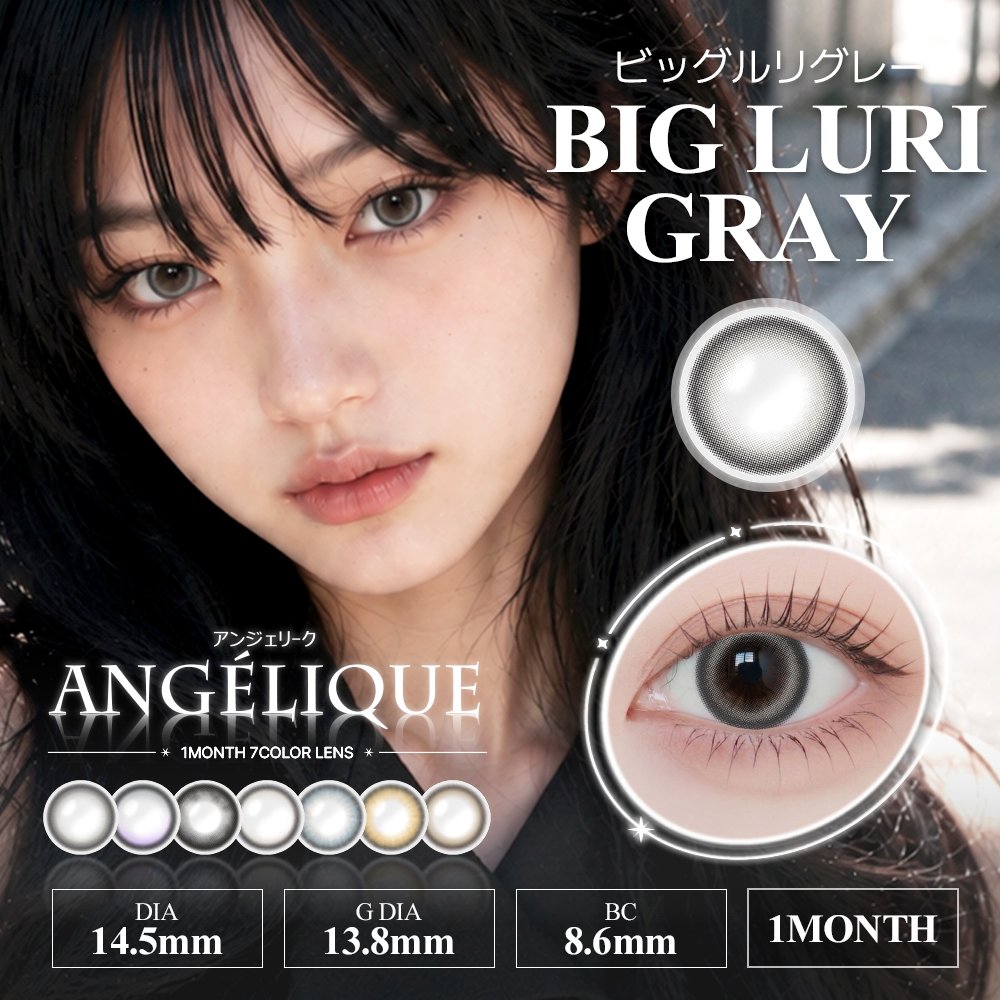 ビッグルリグレー
BIG LURI
GRAY
アンジェリーク
ANGÉLIQUE
1MONTH 7COLOR LENS
DIA
14.5mm
G DIA
13.8mm
BC
8.6mm
1MONTH